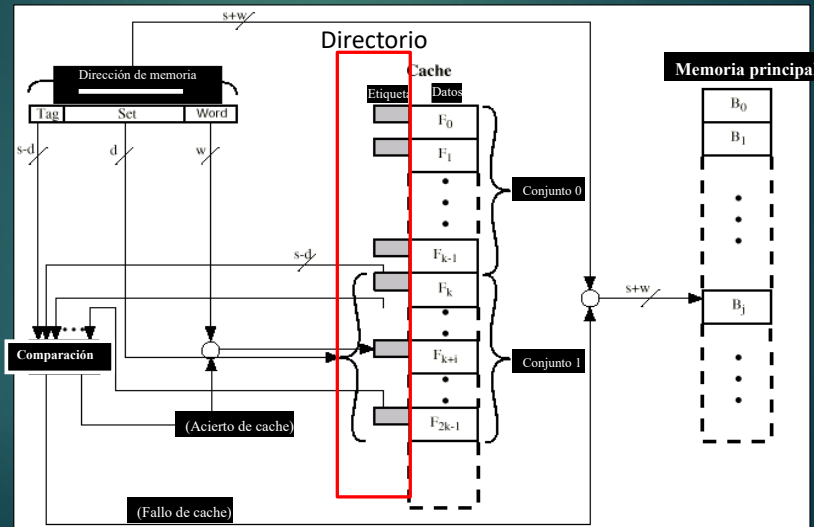 s+w
Directorio
Dirección de memoria
Cache
Memoria principal
Etiqueta
Datos
Tag
Set
Word
F0
B0
B1
s-d
d
w
F1
Conjunto 0
s-d
Fk-1
Fk
s+w
Bj
Comparación
Fk+i
Conjunto 1
(Acierto de cache)
F2k-1
(Fallo de cache)